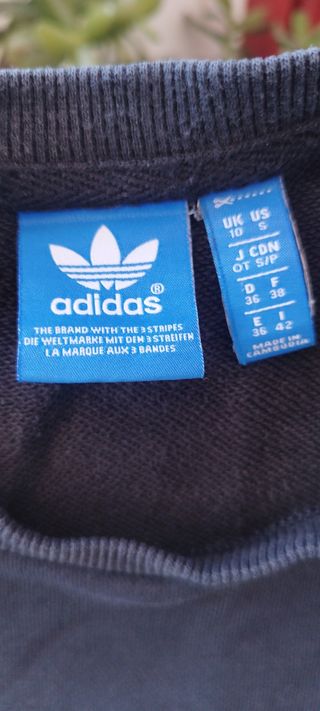 adidas®
THE BRAND WITH THE 3 STRIPES
DIE WELTMARKE MIT DEN 3 STREIFEN
LA MARQUE AUX 3 BANDES
UK US
10 S
J CDN
OT S/P
D F
36 38
E I
36 42
MADE IN
CAMBODIA